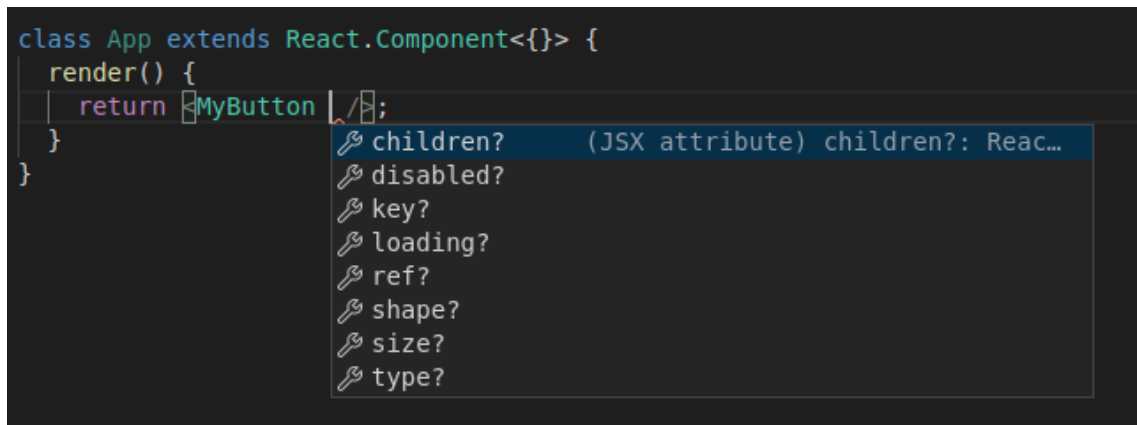 class App extends React.Component<{}> {
render() {
return <MyButton />;
}
}
children? (JSX attribute) children?: Reac…
disabled?
key?
loading?
ref?
shape?
size?
type?